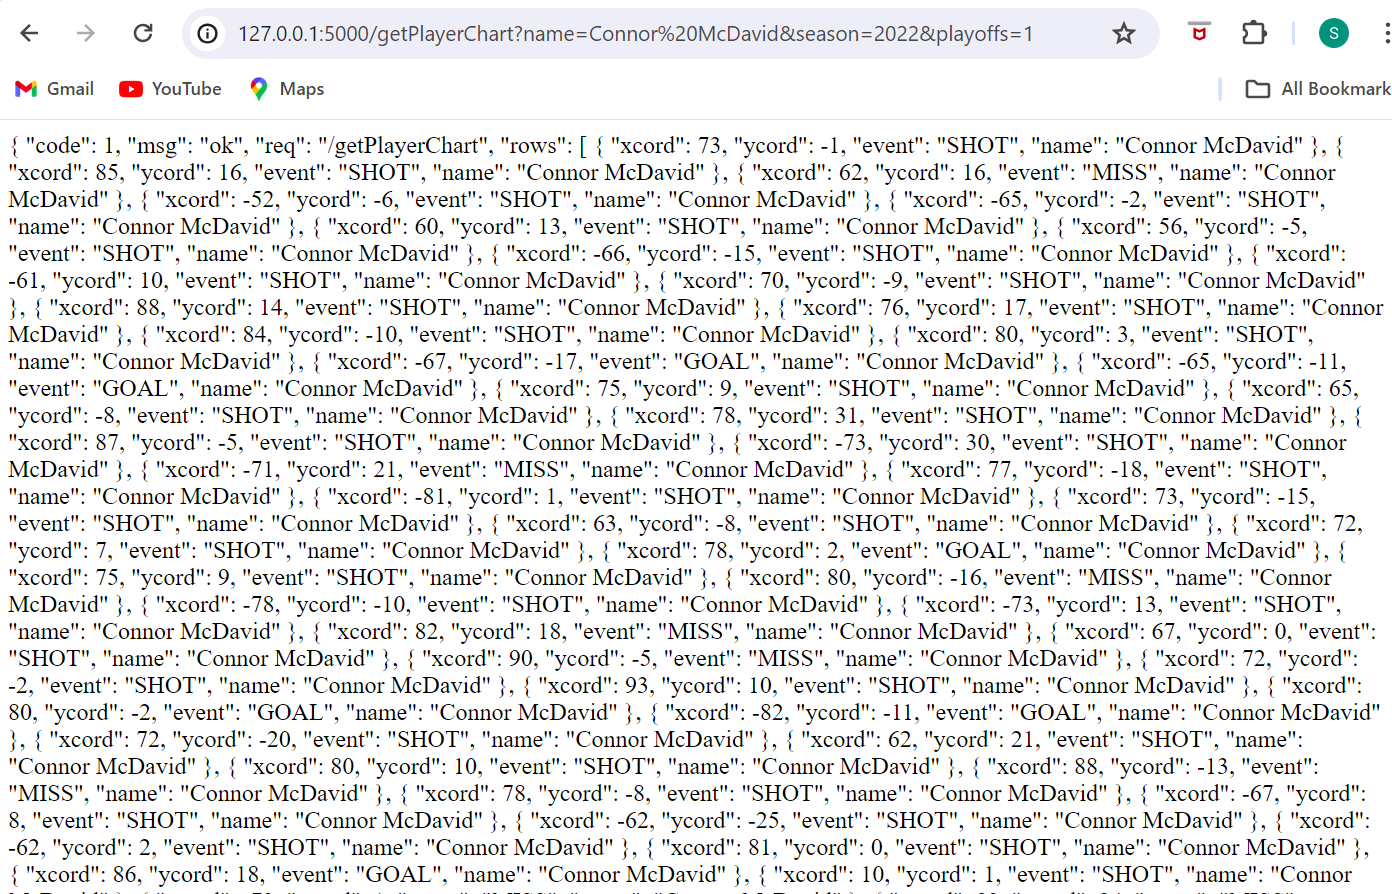 127.0.0.1:5000/getPlayerChart?name=Connor%20McDavid&season=2022&playoffs=1
S
Gmail YouTube Maps All Bookmark
{ "code": 1, "msg": "ok", "req": "/getPlayerChart", "rows": [ { "xcord": 73, "ycord": -1, "event": "SHOT", "name": "Connor McDavid" }, {
"xcord": 85, "ycord": 16, "event": "SHOT", "name": "Connor McDavid" }, { "xcord": 62, "ycord": 16, "event": "MISS", "name": "Connor
McDavid" }, { "xcord": -52, "ycord": -6, "event": "SHOT", "name": "Connor McDavid" }, { "xcord": -65, "ycord": -2, "event": "SHOT",
"name": "Connor McDavid" }, { "xcord": 60, "ycord": 13, "event": "SHOT", "name": "Connor McDavid" }, { "xcord": 56, "ycord": -5,
"event": "SHOT", "name": "Connor McDavid" }, { "xcord": -66, "ycord": -15, "event": "SHOT", "name": "Connor McDavid" }, { "xcord":
-61, "ycord": 10, "event": "SHOT", "name": "Connor McDavid" }, { "xcord": 70, "ycord": -9, "event": "SHOT", "name": "Connor McDavid"
}, { "xcord": 88, "ycord": 14, "event": "SHOT", "name": "Connor McDavid" }, { "xcord": 76, "ycord": 17, "event": "SHOT", "name": "Connor
McDavid" }, { "xcord": 84, "ycord": -10, "event": "SHOT", "name": "Connor McDavid" }, { "xcord": 80, "ycord": 3, "event": "SHOT",
"name": "Connor McDavid" }, { "xcord": -67, "ycord": -17, "event": "GOAL", "name": "Connor McDavid" }, { "xcord": -65, "ycord": -11,
"event": "GOAL", "name": "Connor McDavid" }, { "xcord": 75, "ycord": 9, "event": "SHOT", "name": "Connor McDavid" }, { "xcord": 65,
"ycord": -8, "event": "SHOT", "name": "Connor McDavid" }, { "xcord": 78, "ycord": 31, "event": "SHOT", "name": "Connor McDavid" }, {
"xcord": 87, "ycord": -5, "event": "SHOT", "name": "Connor McDavid" }, { "xcord": -73, "ycord": 30, "event": "SHOT", "name": "Connor
McDavid" }, { "xcord": -71, "ycord": 21, "event": "MISS", "name": "Connor McDavid" }, { "xcord": 77, "ycord": -18, "event": "SHOT",
"name": "Connor McDavid" }, { "xcord": -81, "ycord": 1, "event": "SHOT", "name": "Connor McDavid" }, { "xcord": 73, "ycord": -15,
"event": "SHOT", "name": "Connor McDavid" }, { "xcord": 63, "ycord": -8, "event": "SHOT", "name": "Connor McDavid" }, { "xcord": 72,
"ycord": 7, "event": "SHOT", "name": "Connor McDavid" }, { "xcord": 78, "ycord": 2, "event": "GOAL", "name": "Connor McDavid" }, {
"xcord": 75, "ycord": 9, "event": "SHOT", "name": "Connor McDavid" }, { "xcord": 80, "ycord": -16, "event": "MISS", "name": "Connor
McDavid" }, { "xcord": -78, "ycord": -10, "event": "SHOT", "name": "Connor McDavid" }, { "xcord": -73, "ycord": 13, "event": "SHOT",
"name": "Connor McDavid" }, { "xcord": 82, "ycord": 18, "event": "MISS", "name": "Connor McDavid" }, { "xcord": 67, "ycord": 0, "event":
"SHOT", "name": "Connor McDavid" }, { "xcord": 90, "ycord": -5, "event": "MISS", "name": "Connor McDavid" }, { "xcord": 72, "ycord":
-2, "event": "SHOT", "name": "Connor McDavid" }, { "xcord": 93, "ycord": 10, "event": "SHOT", "name": "Connor McDavid" }, { "xcord":
80, "ycord": -2, "event": "GOAL", "name": "Connor McDavid" }, { "xcord": -82, "ycord": -11, "event": "GOAL", "name": "Connor McDavid"
}, { "xcord": 72, "ycord": -20, "event": "SHOT", "name": "Connor McDavid" }, { "xcord": 62, "ycord": 21, "event": "SHOT", "name":
"Connor McDavid" }, { "xcord": 80, "ycord": 10, "event": "SHOT", "name": "Connor McDavid" }, { "xcord": 88, "ycord": -13, "event":
"MISS", "name": "Connor McDavid" }, { "xcord": 78, "ycord": -8, "event": "SHOT", "name": "Connor McDavid" }, { "xcord": -67, "ycord":
8, "event": "SHOT", "name": "Connor McDavid" }, { "xcord": -62, "ycord": -25, "event": "SHOT", "name": "Connor McDavid" }, { "xcord":
-62, "ycord": 2, "event": "SHOT", "name": "Connor McDavid" }, { "xcord": 81, "ycord": 0, "event": "SHOT", "name": "Connor McDavid" },
{ "xcord": 86, "ycord": 18, "event": "GOAL", "name": "Connor McDavid" }, { "xcord": 10, "ycord": 1, "event": "SHOT", "name": "Connor